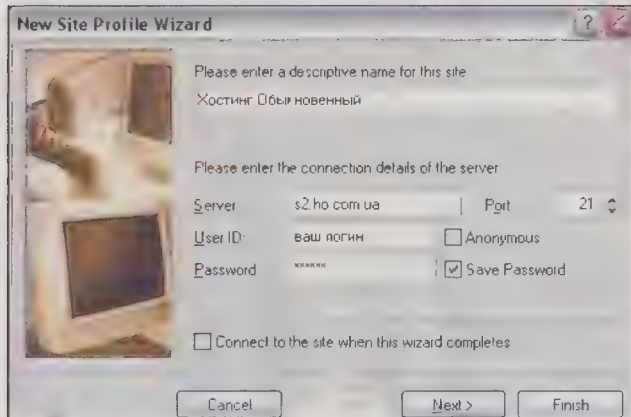 New Site Profile Wizard
Please enter a descriptive name for this site
Хостинг Обыкновенный
Please enter the connection details of the server
Server s2.ho.com.ua Port 21
User ID: ваш логин Anonymous
Password ****** Save Password
Connect to the site when this wizard completes
Cancel Next > Finish